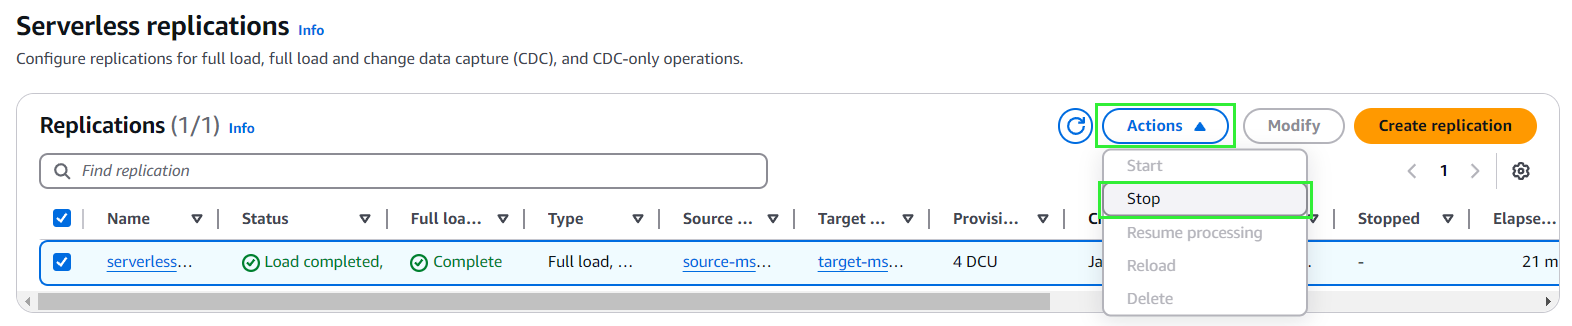 Serverless replications Info
Configure replications for full load, full load and change data capture (CDC), and CDC-only operations.
Replications (1/1) Info
Actions Modify Create replication
Find replication
1
Start
Stop
Resume processing
Reload
Delete
Name Status Full loa... Type Source ... Target ... Provisi... Stopped Elapse...
serverless... Load completed, Complete Full load, ... source-ms... target-ms... 4 DCU Ja - 21 m